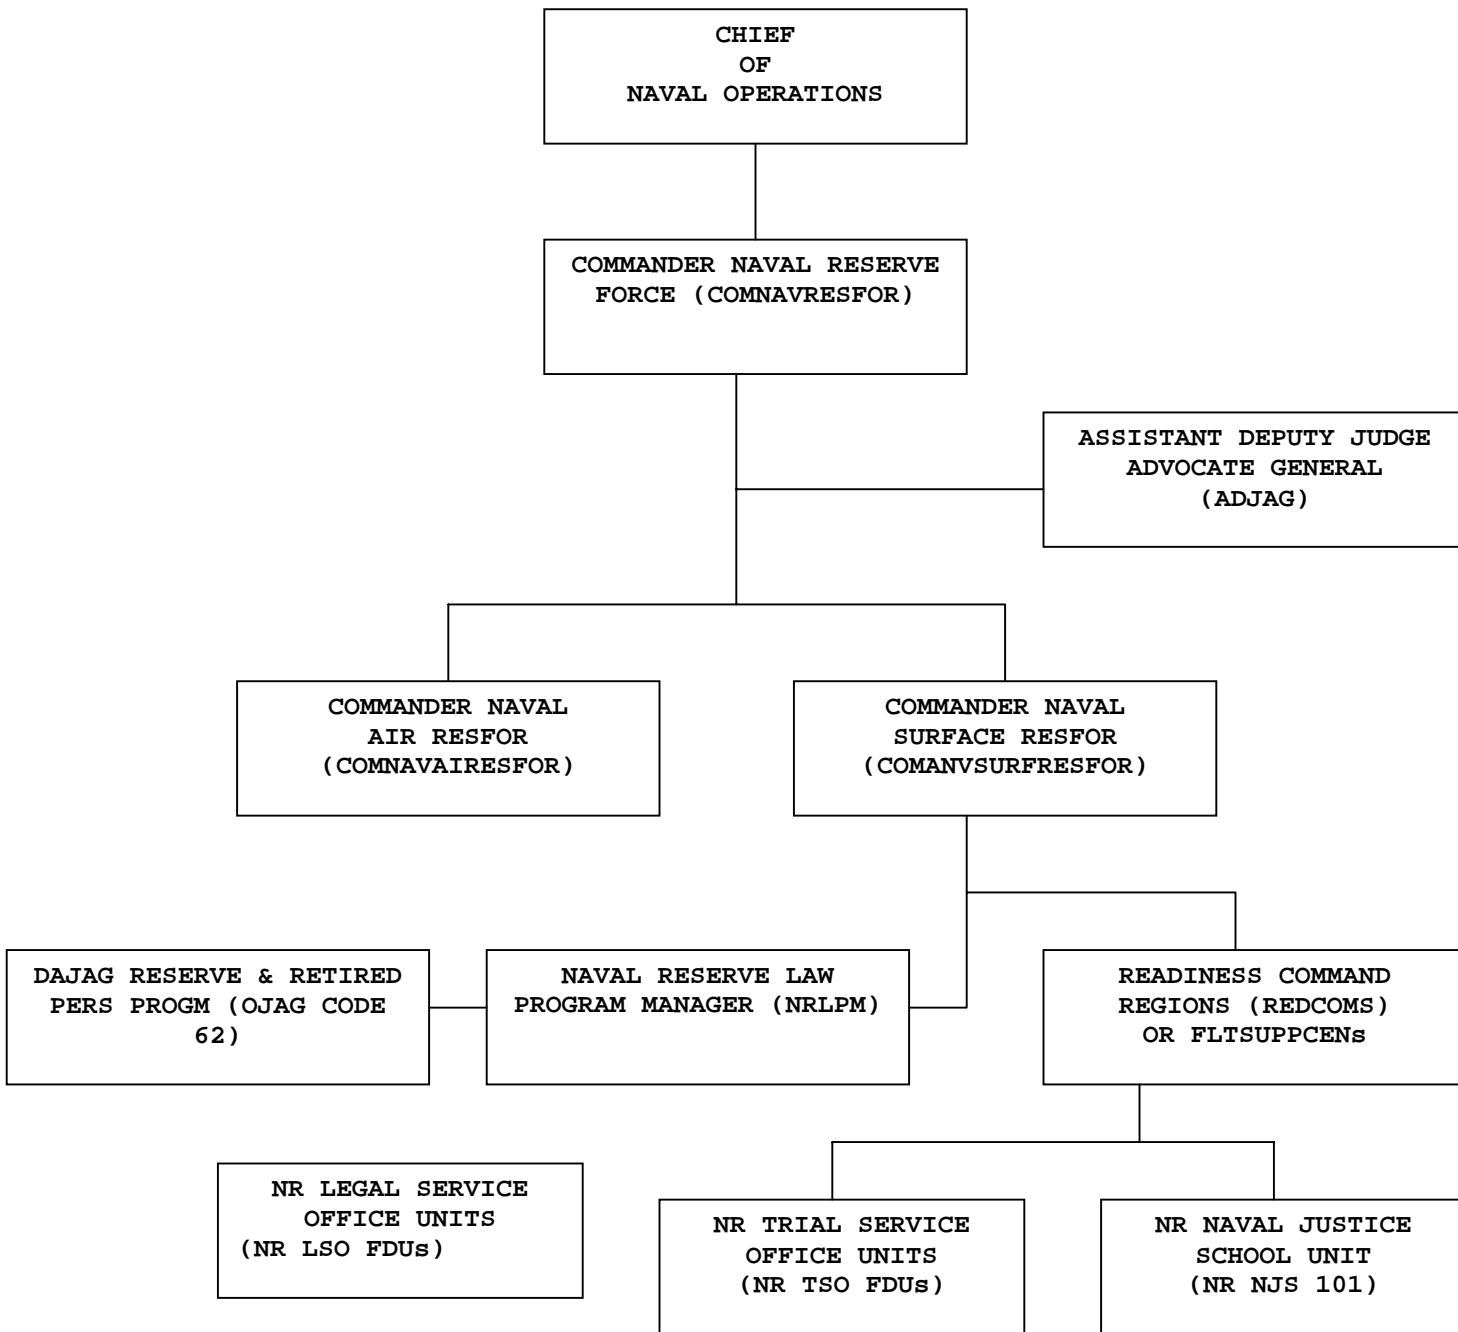 CHIEF
OF
NAVAL OPERATIONS
COMMANDER NAVAL RESERVE
FORCE (COMNAVRESFOR)
ASSISTANT DEPUTY JUDGE
ADVOCATE GENERAL
(ADJAG)
COMMANDER NAVAL
AIR RESFOR
(COMNAVAIRESFOR)
COMMANDER NAVAL
SURFACE RESFOR
(COMANVSURFRESFOR)
DAJAG RESERVE & RETIRED
PERS PROGM (OJAG CODE
62)
NAVAL RESERVE LAW
PROGRAM MANAGER (NRLPM)
READINESS COMMAND
REGIONS (REDCOMS)
OR FLTSUPPCENs
NR LEGAL SERVICE
OFFICE UNITS
(NR LSO FDUs)
NR TRIAL SERVICE
OFFICE UNITS
(NR TSO FDUs)
NR NAVAL JUSTICE
SCHOOL UNIT
(NR NJS 101)